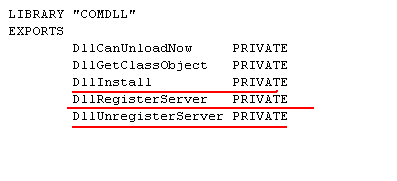 LIBRARY "COMDLL"
EXPORTS
DllCanUnloadNow PRIVATE
DllGetClassObject PRIVATE
DllInstall PRIVATE
DllRegisterServer PRIVATE
DllUnregisterServer PRIVATE